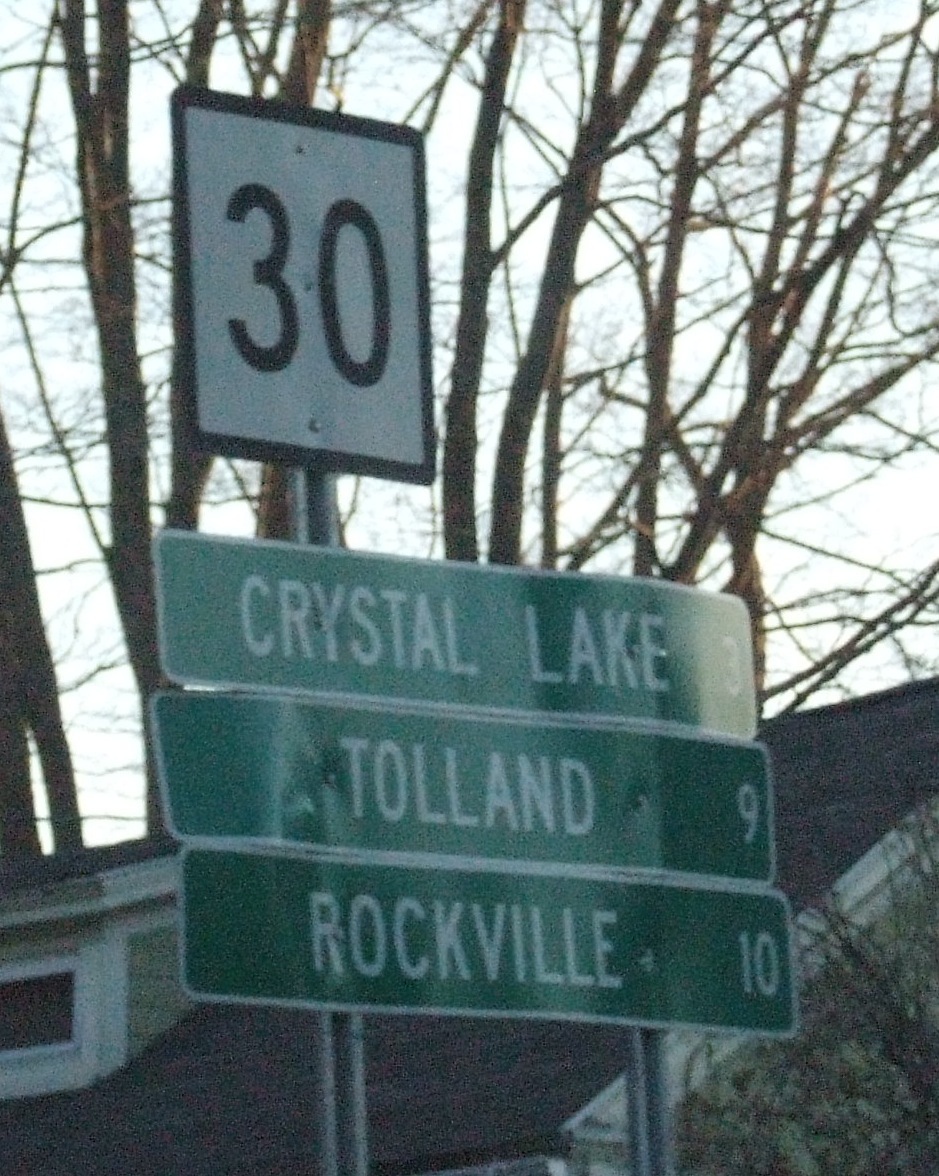 30
CRYSTAL LAKE 3
TOLLAND 9
ROCKVILLE 10